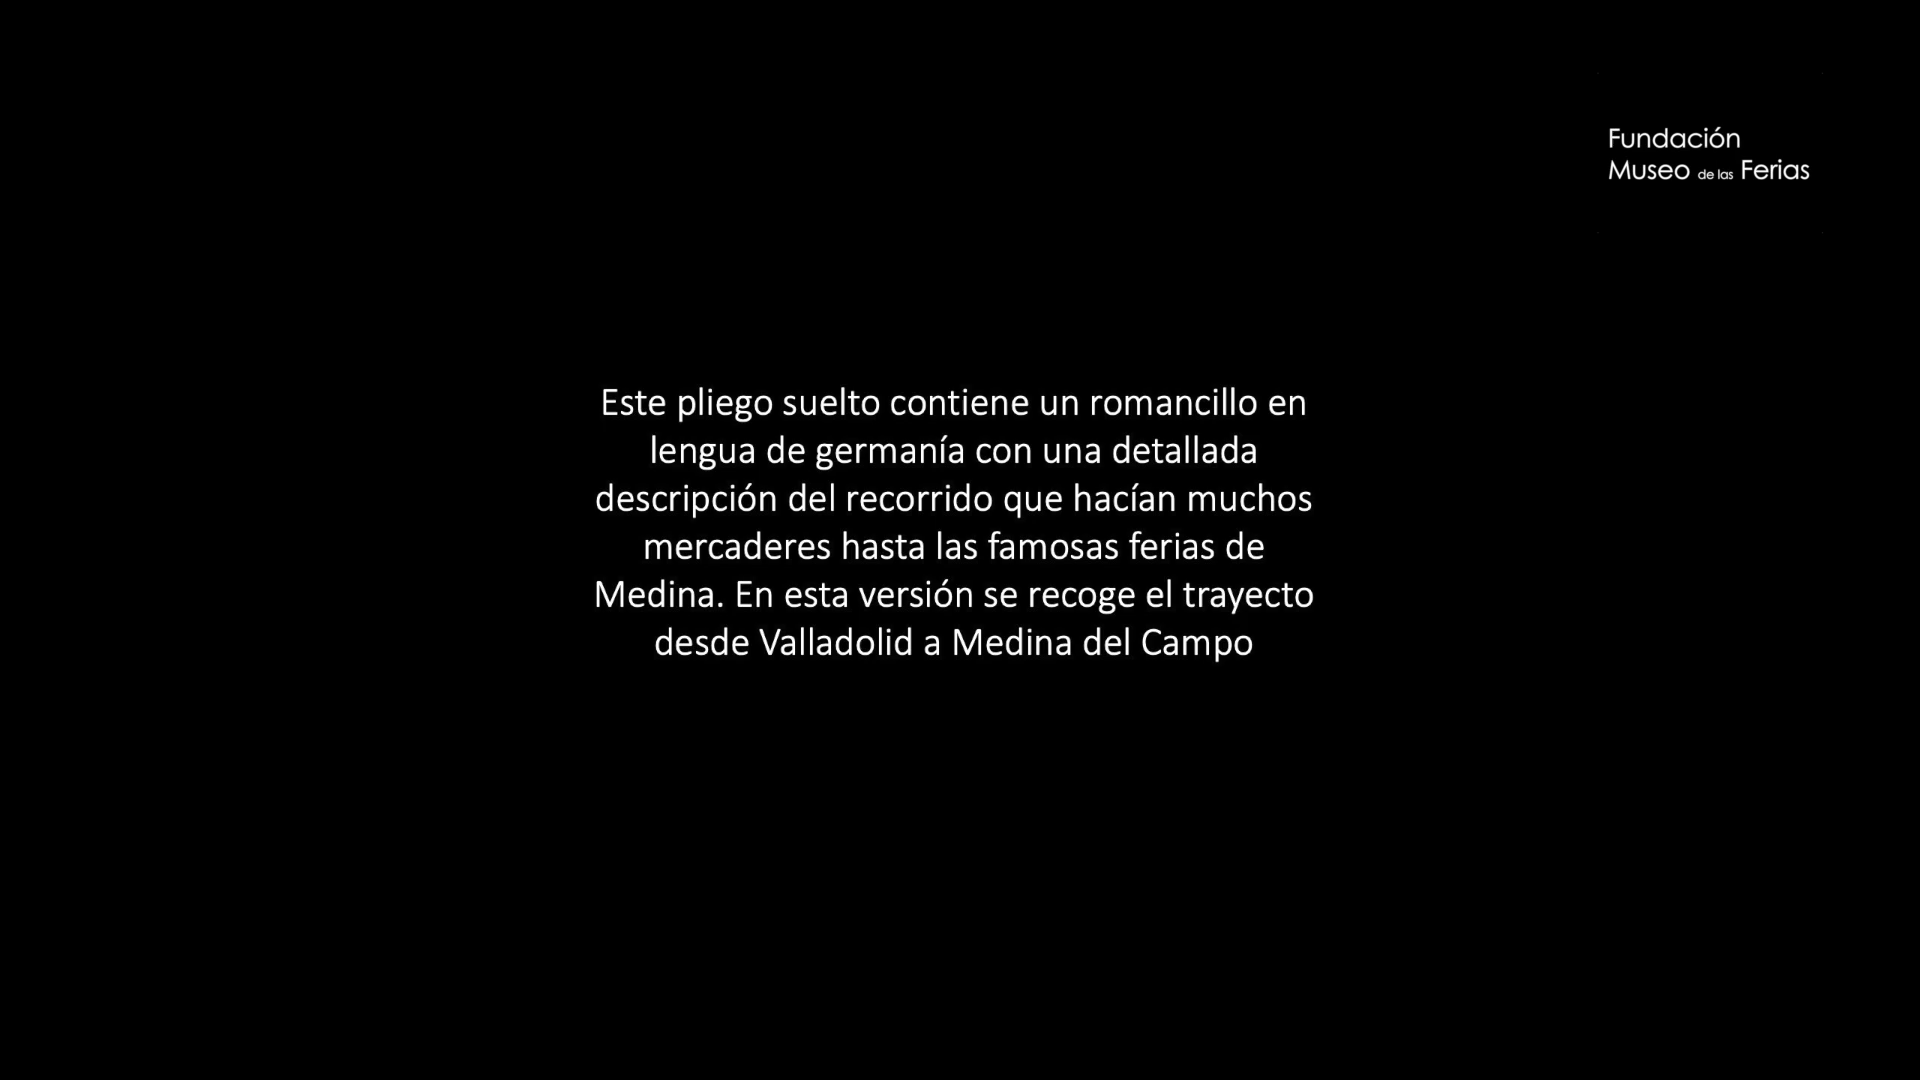 Fundación
Museo de las Ferias
Este pliego suelto contiene un romancillo en
lengua de germanía con una detallada
descripción del recorrido que hacían muchos
mercaderes hasta las famosas ferias de
Medina. En esta versión se recoge el trayecto
desde Valladolid a Medina del Campo